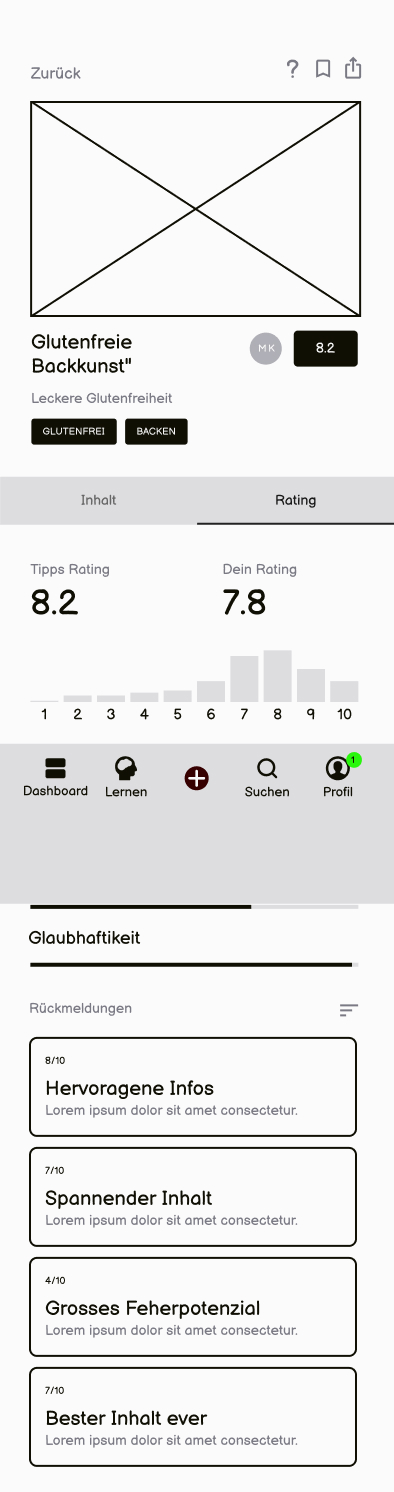 Zurück
?
Glutenfreie
Backkunst"
MK
8.2
Leckere Glutenfreiheit
GLUTENFREI BACKEN
Inhalt Rating
Tipps Rating Dein Rating
8.2 7.8
1 2 3 4 5 6 7 8 9 10
1
Dashboard Lernen Suchen Profil
Glaubhaftikeit
Rückmeldungen
8/10
Hervoragene Infos
Lorem ipsum dolor sit amet consectetur.
7/10
Spannender Inhalt
Lorem ipsum dolor sit amet consectetur.
4/10
Grosses Feherpotenzial
Lorem ipsum dolor sit amet consectetur.
7/10
Bester Inhalt ever
Lorem ipsum dolor sit amet consectetur.